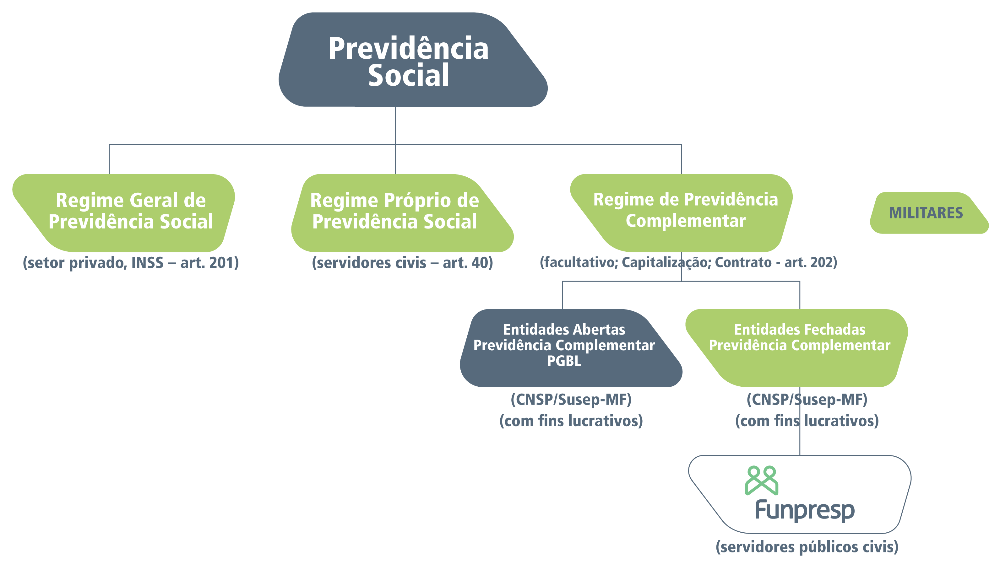 Previdência
Social
Regime Geral de
Previdência Social
(setor privado, INSS – art. 201)
Regime Próprio de
Previdência Social
(servidores civis – art. 40)
Regime de Previdência
Complementar
(facultativo; Capitalização; Contrato - art. 202)
MILITARES
Entidades Abertas
Previdência Complementar
PGBL
(CNSP/Susep-MF)
(com fins lucrativos)
Entidades Fechadas
Previdência Complementar
(CNSP/Susep-MF)
(com fins lucrativos)
Funpresp
(servidores públicos civis)